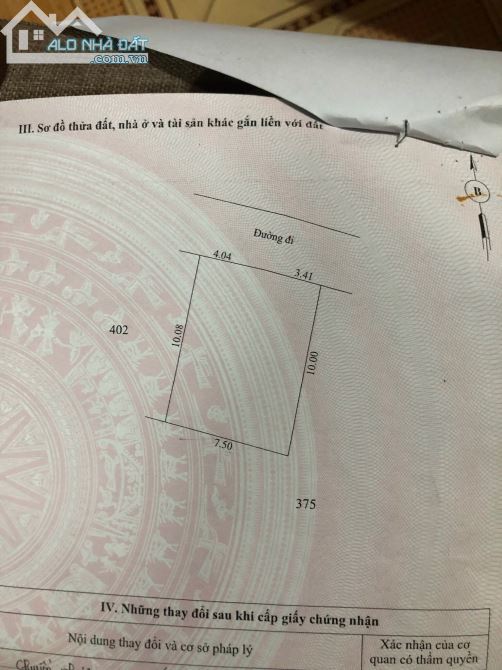 ALO NHÀ ĐẤT
.com.vn
III. Sơ đồ thửa đất, nhà ở và tài sản khác gắn liền với đất
B
Đường đi
4.04
3.41
402
10.08
10.00
7.50
375
IV. Những thay đổi sau khi cấp giấy chứng nhận
Nội dung thay đổi và cơ sở pháp lý
Xác nhận của cơ
quan có thẩm quyền